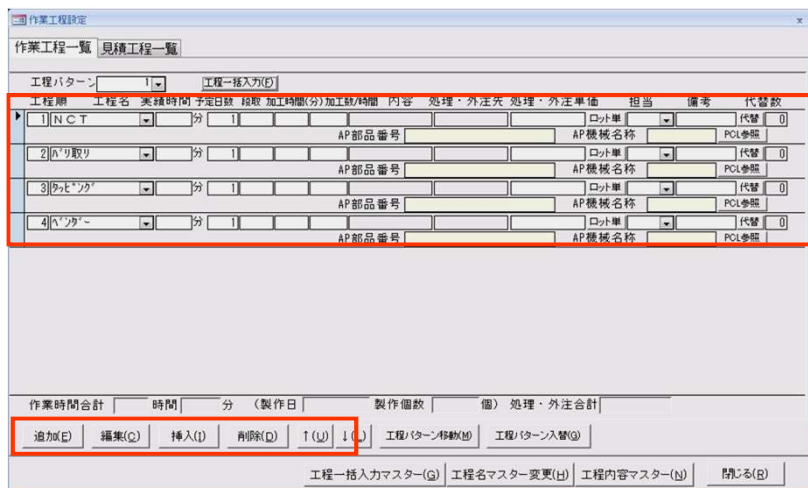 作業工程設定 x
作業工程一覧 見積工程一覧
工程パターン 1 工程一括入力(F)
工程順 工程名 実績時間 予定日数 段取 加工時間(分) 加工数/時間 内容 処理・外注先 処理・外注単価 担当 備考 代替数
1 NCT 分 1 ロット単 代替 0
AP部品番号 AP機械名称 PCL参照
2 バリ取り 分 1 ロット単 代替 0
AP部品番号 AP機械名称 PCL参照
3 タッピング 分 1 ロット単 代替 0
AP部品番号 AP機械名称 PCL参照
4 ベンダー 分 1 ロット単 代替 0
AP部品番号 AP機械名称 PCL参照
作業時間合計 時間 分 (製作日 製作個数 個) 処理・外注合計
追加(E) 編集(C) 挿入(I) 削除(D) ↑(U) ↓(L) 工程パターン移動(M) 工程パターン入替(G)
工程一括入力マスター(G) 工程名マスター変更(H) 工程内容マスター(N) 閉じる(R)